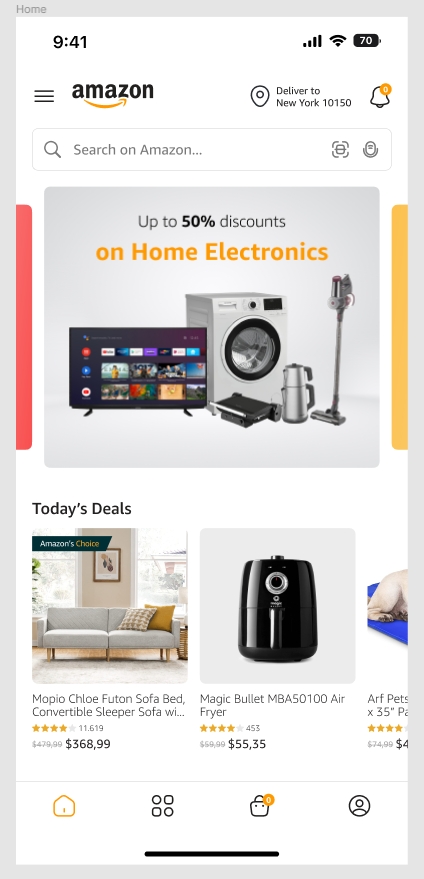 Home
9:41
70
amazon
Deliver to
New York 10150
0
Search on Amazon...
Up to 50% discounts
on Home Electronics
Today's Deals
Amazon's Choice
Mopio Chloe Futon Sofa Bed,
Convertible Sleeper Sofa wi...
11.619
$479,99 $368,99
Magic Bullet MBA50100 Air
Fryer
453
$59,99 $55,35
Arf Pets
x 35" Pa
$74,99 $4
0